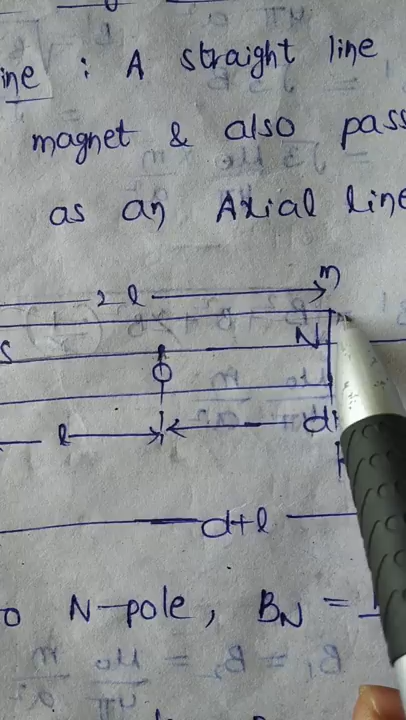 ine : A straight line
magnet & also pass
as an Axial line
2l m
S N
O
l d
d+l
o N-pole, B_N =